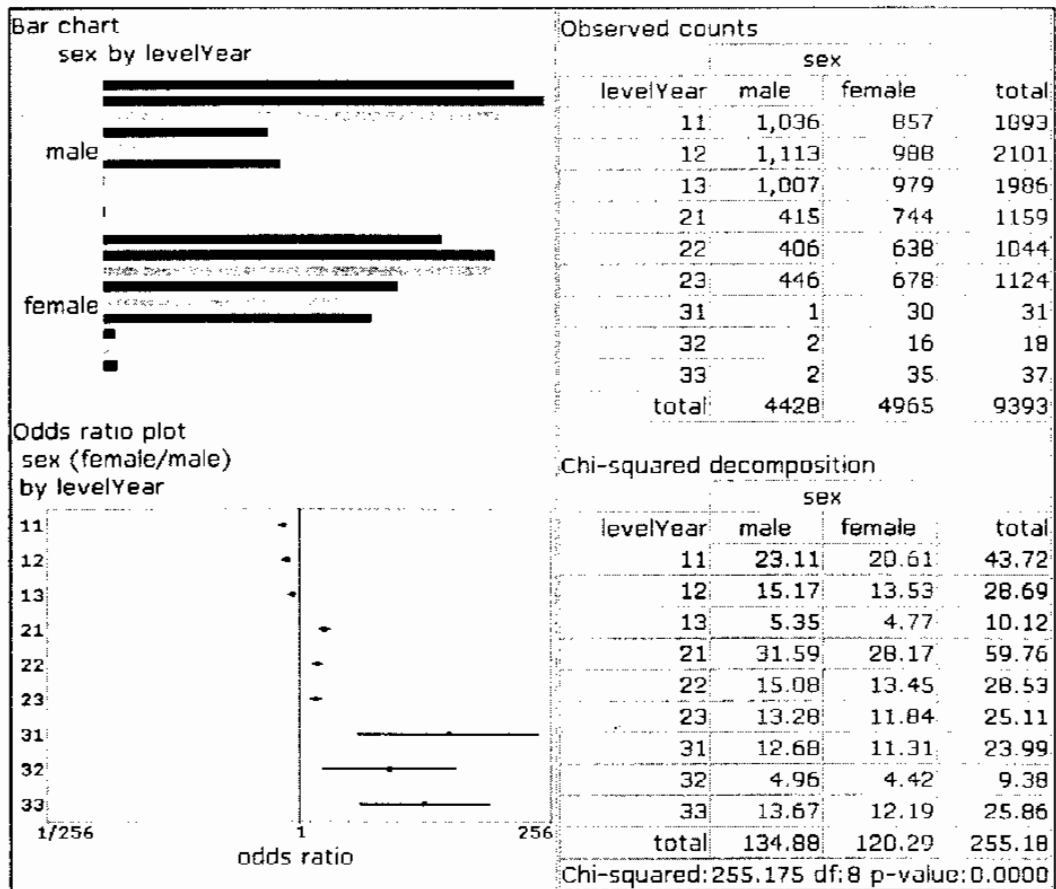 Bar chart
sex by levelYear
male
female
Observed counts
sex
levelYear male female total
11 1,036 857 1893
12 1,113 988 2101
13 1,007 979 1986
21 415 744 1159
22 406 638 1044
23 446 678 1124
31 1 30 31
32 2 16 18
33 2 35 37
total 4428 4965 9393
Odds ratio plot
sex (female/male)
by levelYear
11
12
13
21
22
23
31
32
33
1/256 1 256
odds ratio
Chi-squared decomposition
sex
levelYear male female total
11 23.11 20.61 43.72
12 15.17 13.53 28.69
13 5.35 4.77 10.12
21 31.59 28.17 59.76
22 15.08 13.45 28.53
23 13.28 11.84 25.11
31 12.68 11.31 23.99
32 4.96 4.42 9.38
33 13.67 12.19 25.86
total 134.88 120.29 255.18
Chi-squared: 255.175 df: 8 p-value: 0.0000